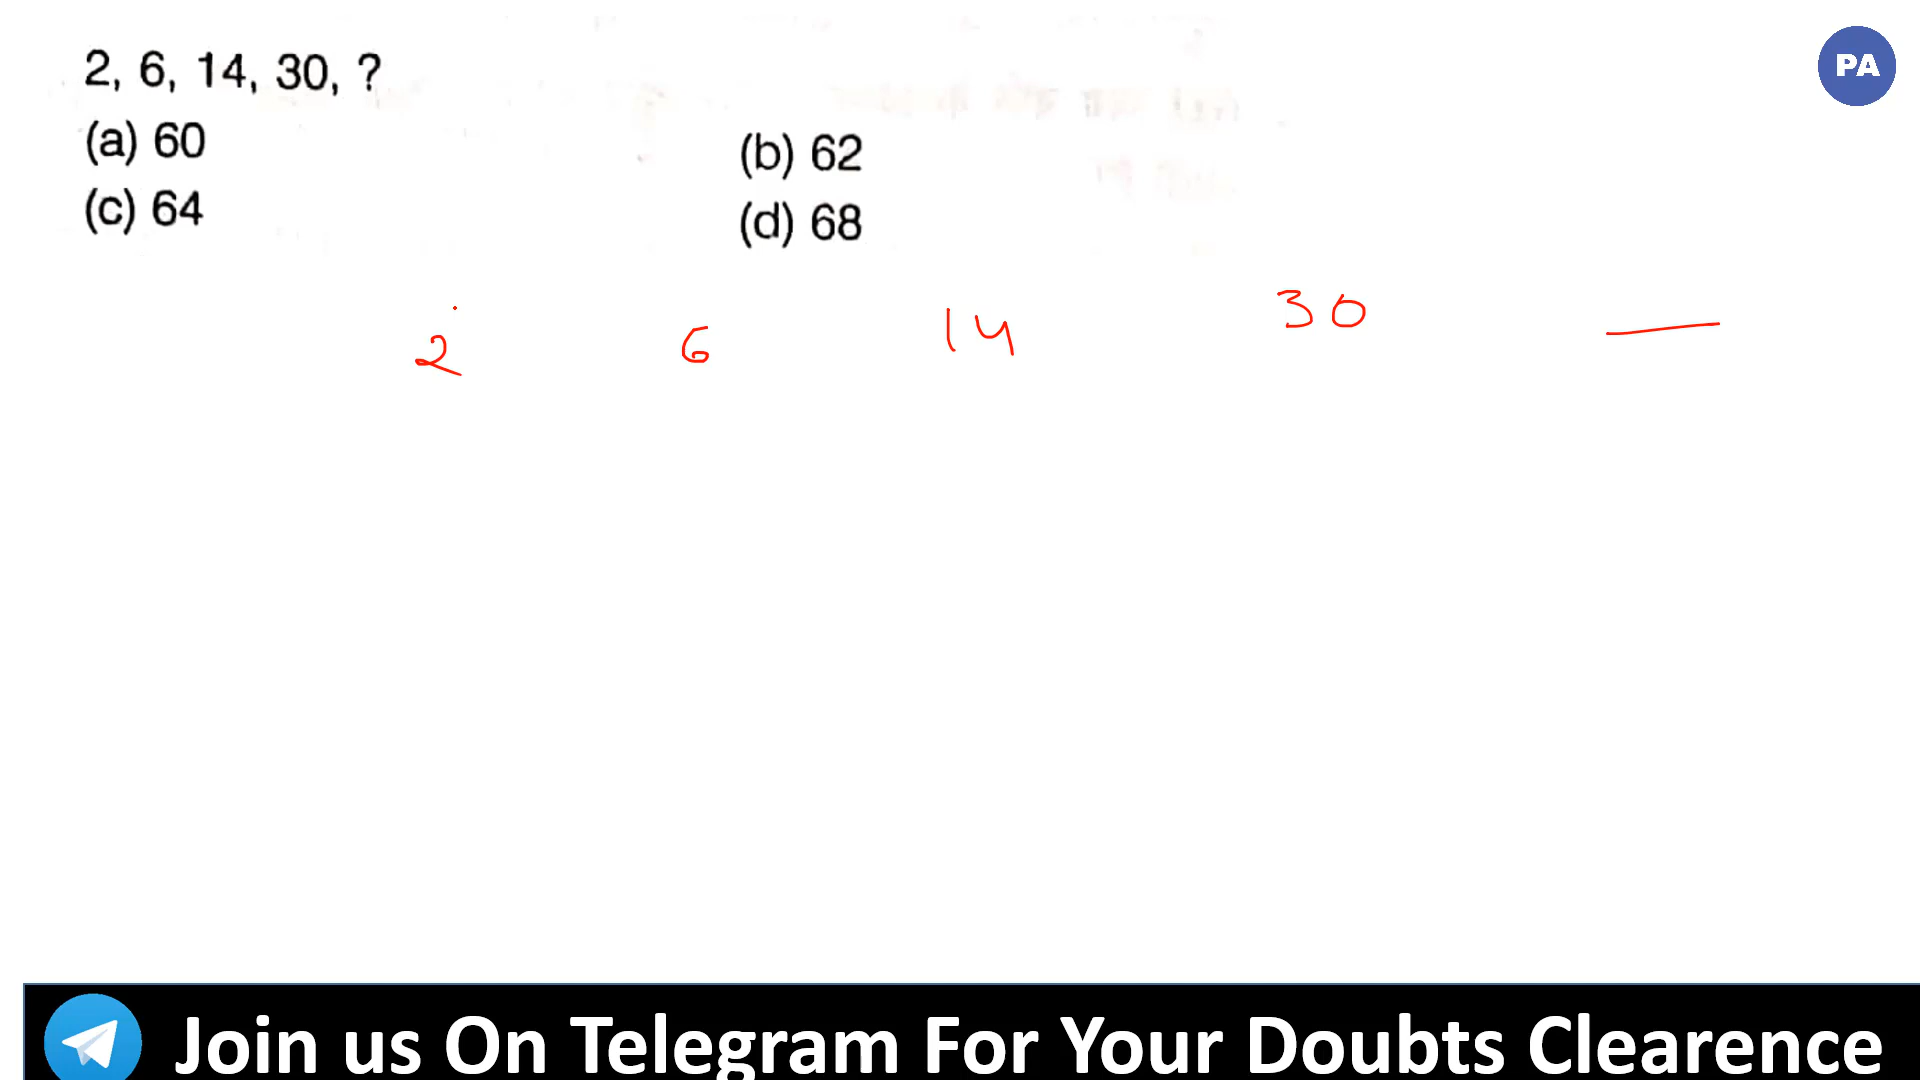 2, 6, 14, 30, ?
PA
(a) 60
(b) 62
(c) 64
(d) 68
2 6 14 30 __
Join us On Telegram For Your Doubts Clearence